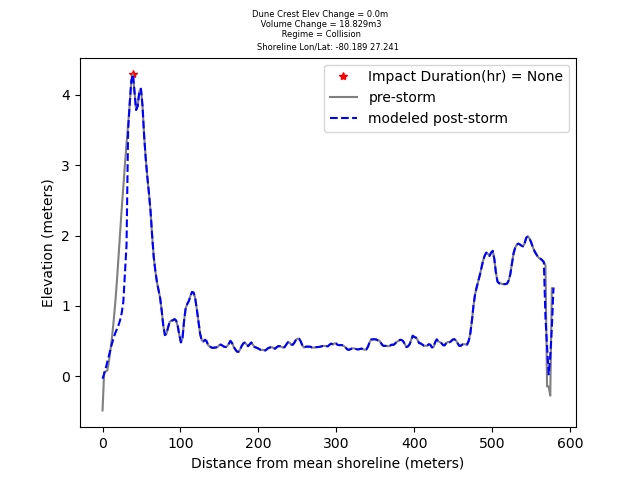 Dune Crest Elev Change = 0.0m
Volume Change = 18.829m3
Regime = Collision
Shoreline Lon/Lat: -80.189 27.241
Impact Duration(hr) = None
pre-storm
modeled post-storm
Elevation (meters)
4
3
2
1
0
0 100 200 300 400 500 600
Distance from mean shoreline (meters)